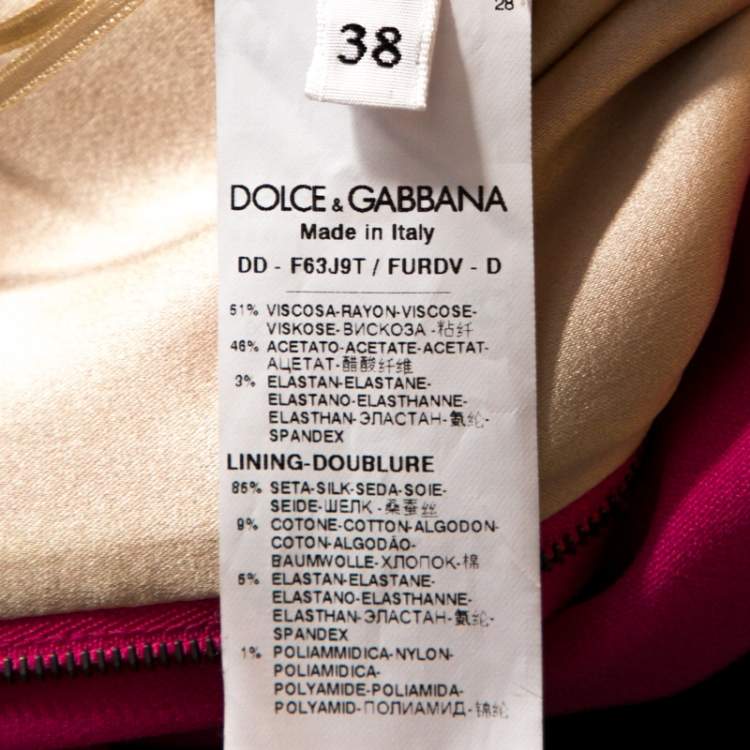 28
38
DOLCE & GABBANA
Made in Italy
DD - F63J9T / FURDV - D
51% VISCOSA-RAYON-VISCOSE-
VISKOSE-ВИСКОЗА-粘纤
46% ACETATO-ACETATE-ACETAT-
АЦЕТАТ-醋酸纤维
3% ELASTAN-ELASTANE-
ELASTANO-ELASTHANNE-
ELASTHAN-ЭЛАСТАН-氨纶-
SPANDEX
LINING-DOUBLURE
85% SETA-SILK-SEDA-SOIE-
SEIDE-ШЕЛК-桑蚕丝
9% COTONE-COTTON-ALGODON-
COTON-ALGODÃO-
BAUMWOLLE-ХЛОПОК-棉
5% ELASTAN-ELASTANE-
ELASTANO-ELASTHANNE-
ELASTHAN-ЭЛАСТАН-氨纶-
SPANDEX
1% POLIAMMIDICA-NYLON-
POLIAMIDICA-
POLYAMIDE-POLIAMIDA-
POLYAMID-ПОЛИАМИД-锦纶